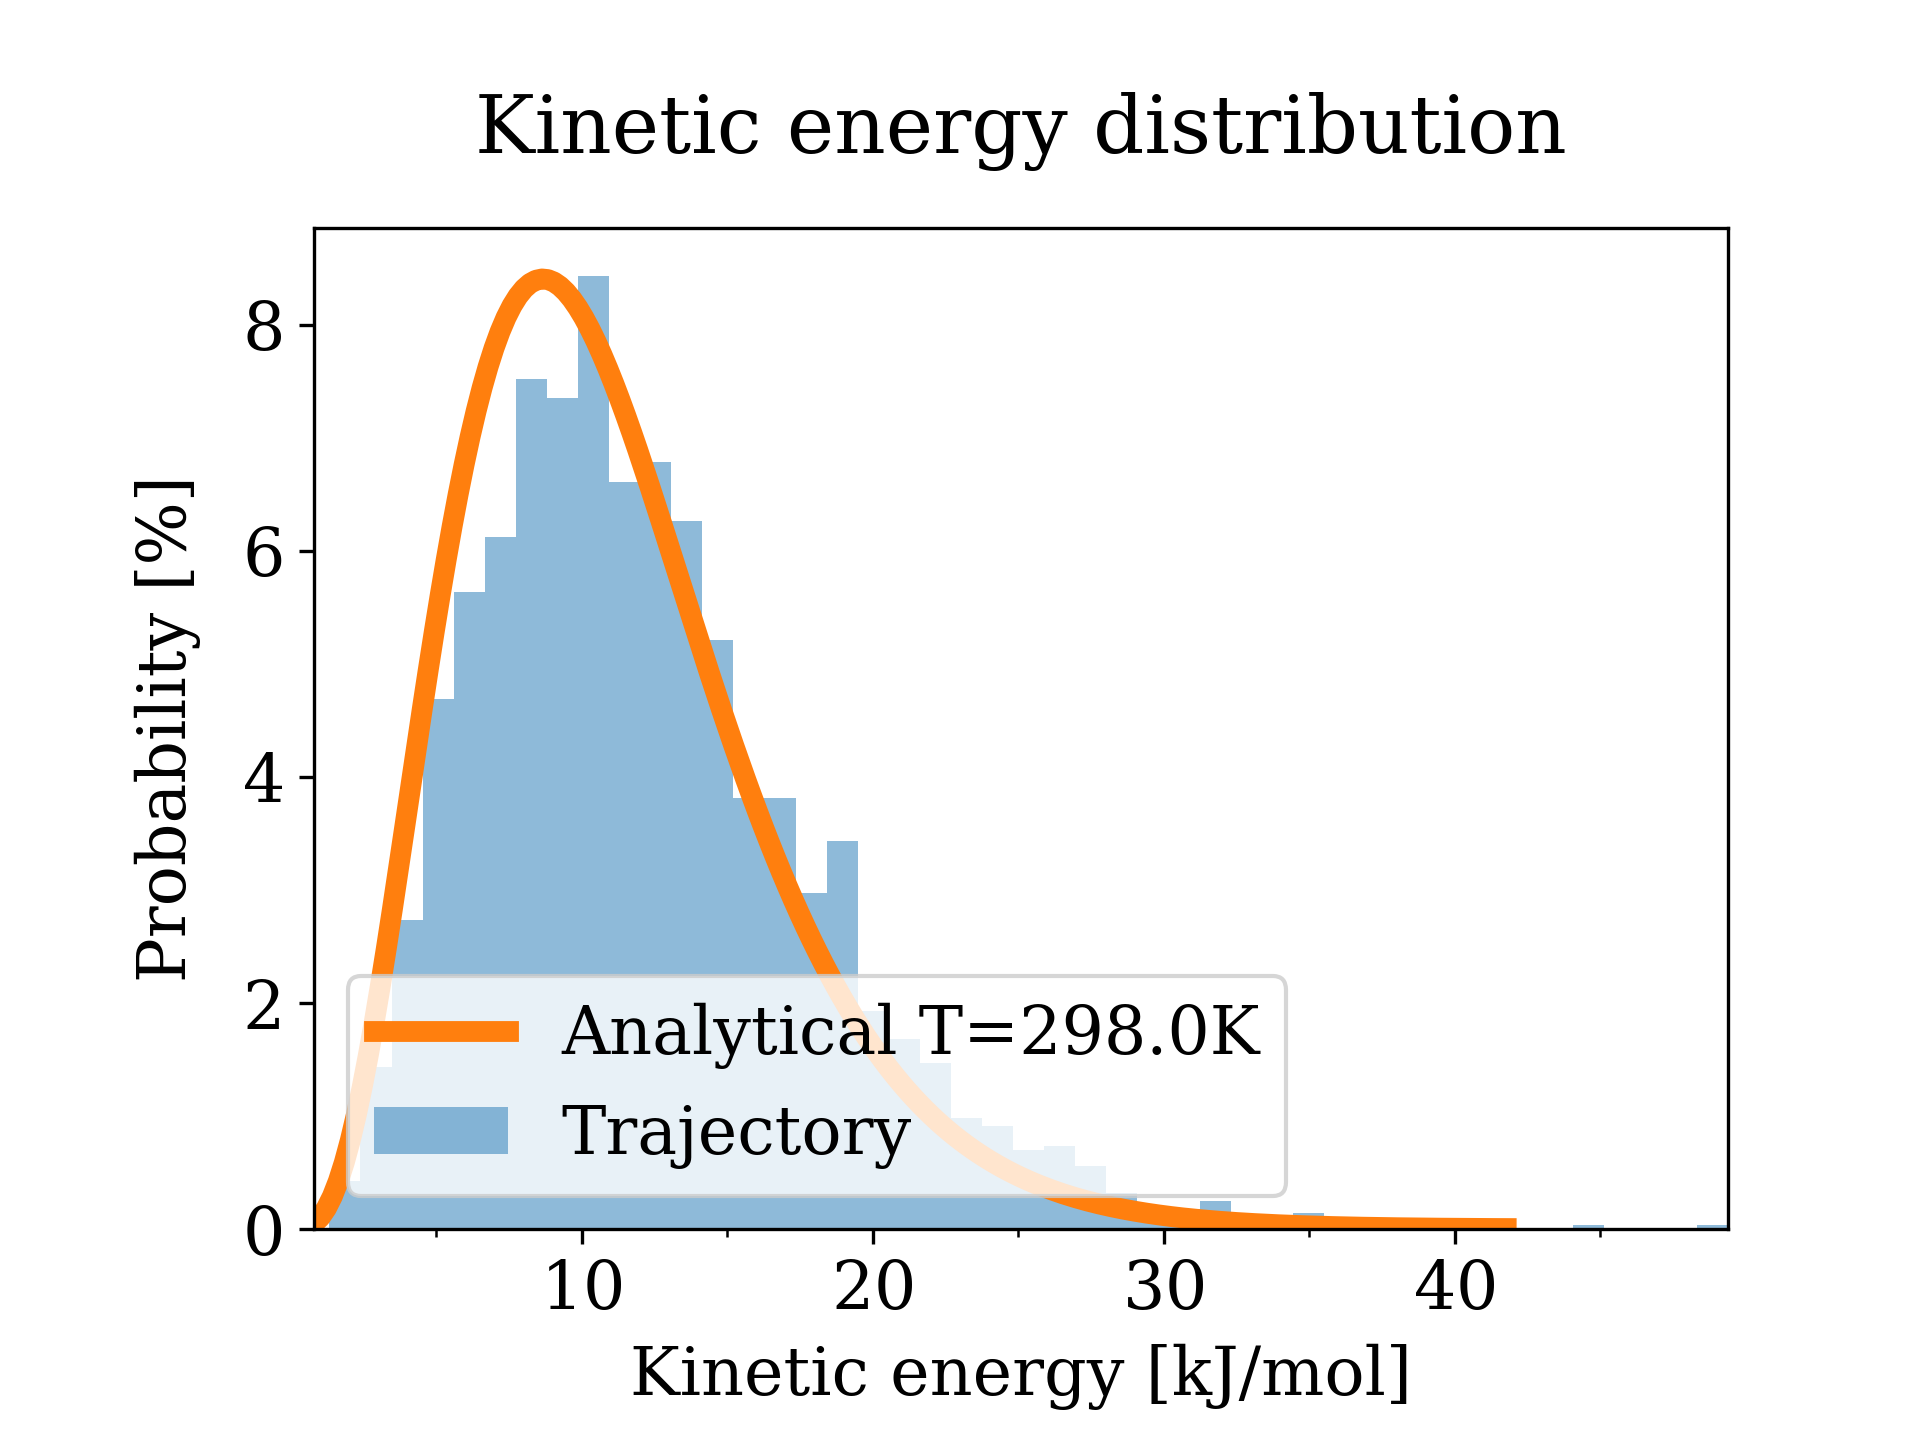 Kinetic energy distribution
Probability [%]
8
6
4
2
0
Analytical T=298.0K
Trajectory
10 20 30 40
Kinetic energy [kJ/mol]